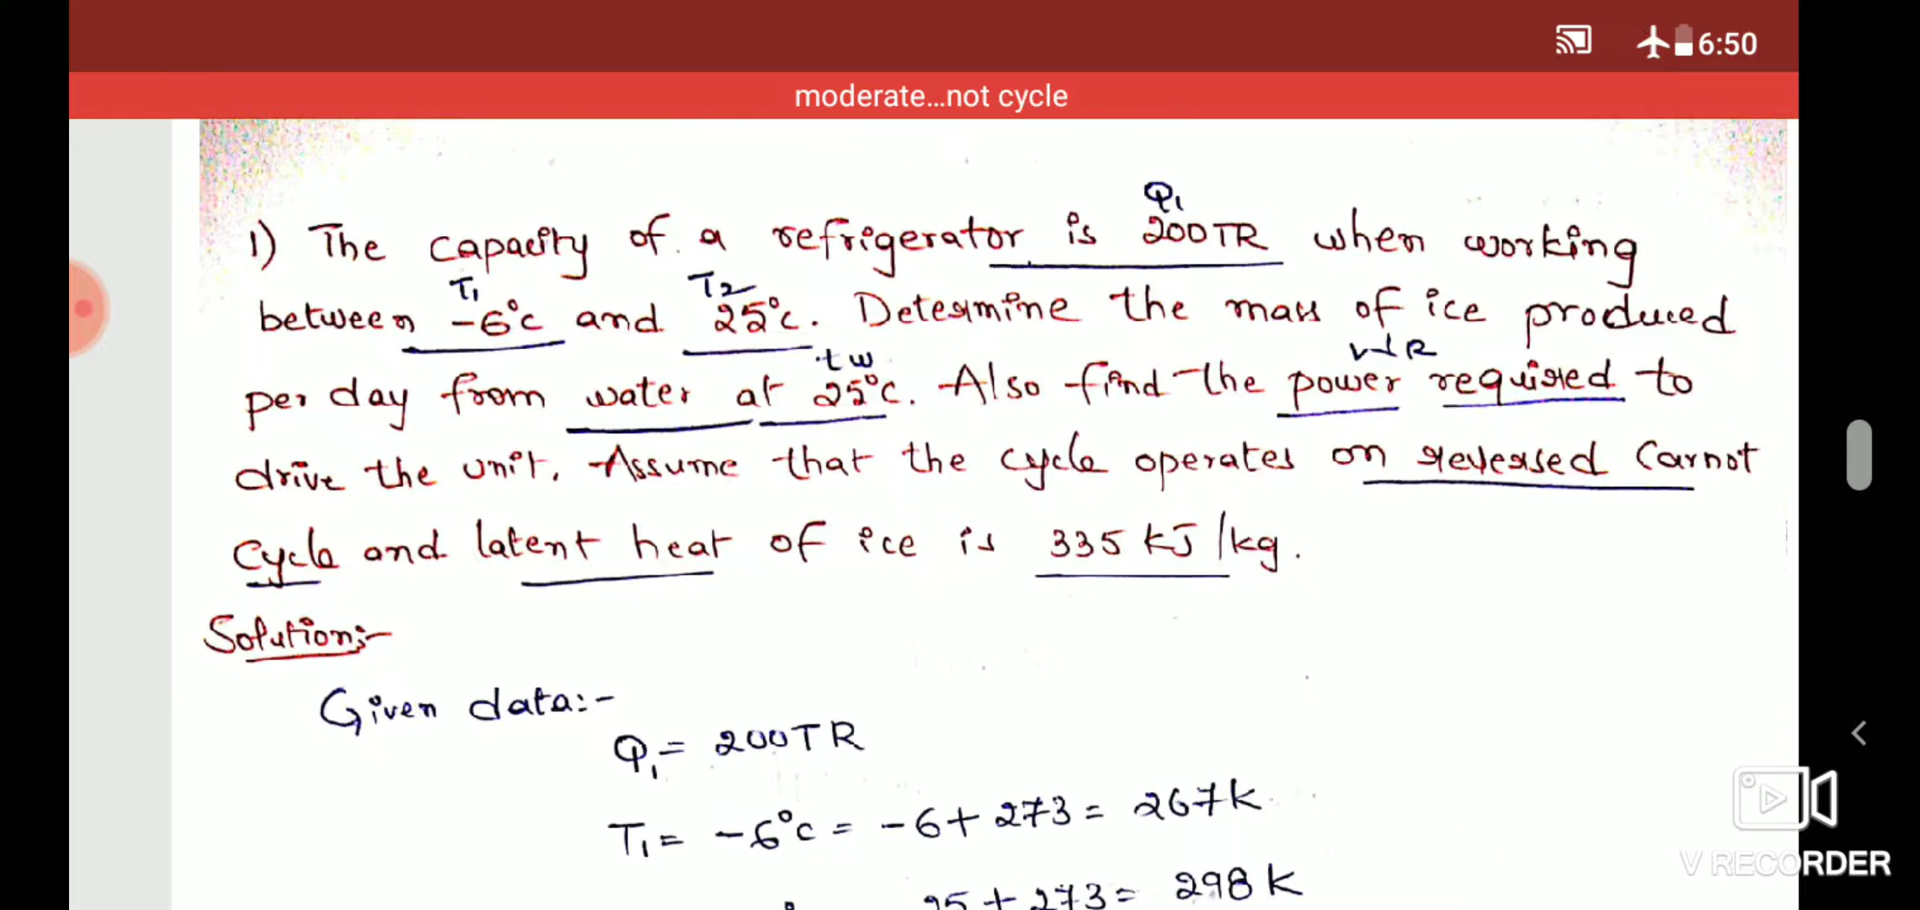 6:50
moderate...not cycle
Q1
1) The capacity of a refrigerator is 200TR when working
T1 T2
between -6°c and 25°c. Determine the mass of ice produced
tw WR
per day from water at 25°c. Also find the power required to
drive the unit. Assume that the cycle operates on reversed Carnot
Cycle and latent heat of ice is 335 kJ/kg.
Solution:-
Given data:-
Q1 = 200TR
T1 = -6°c = -6+273 = 267k
25+273= 298k
V RECORDER